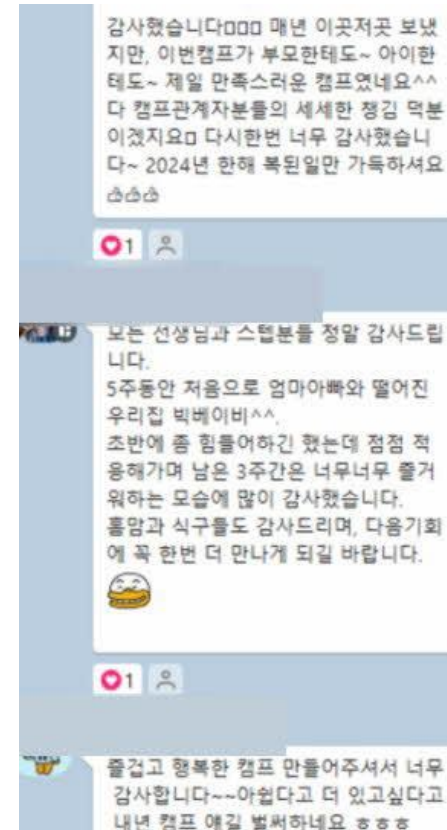 감사했습니다□□□ 매년 이곳저곳 보냈
지만, 이번캠프가 부모한테도~ 아이한
테도~ 제일 만족스러운 캠프였네요^^
다 캠프관계자분들의 세세한 챙김 덕분
이겠지요□ 다시한번 너무 감사했습니
다~ 2024년 한해 복된일만 가득하셔요
1
모든 선생님과 스텝분들 정말 감사드립
니다.
5주동안 처음으로 엄마아빠와 떨어진
우리집 빅베이비^^.
초반에 좀 힘들어하긴 했는데 점점 적
응해가며 남은 3주간은 너무너무 즐거
워하는 모습에 많이 감사했습니다.
홈맘과 식구들도 감사드리며, 다음기회
에 꼭 한번 더 만나게 되길 바랍니다.
1
즐겁고 행복한 캠프 만들어주셔서 너무
감사합니다~~아쉽다고 더 있고싶다고
내년 캠프 얘길 벌써하네요 ㅎㅎㅎ